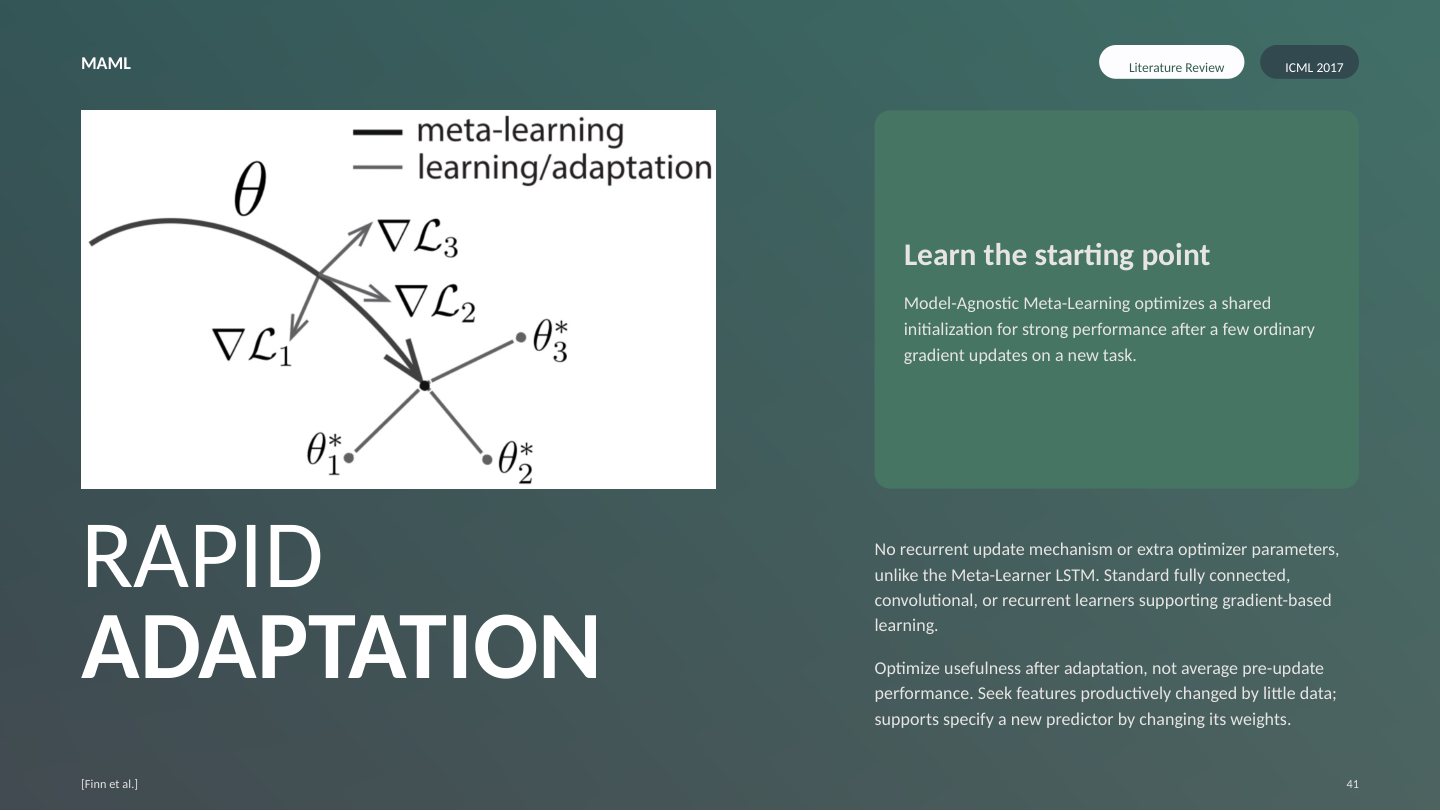 MAML
Literature Review
ICML 2017
meta-learning
learning/adaptation
θ
∇ℒ₃
∇ℒ₂
∇ℒ₁
θ₃*
θ₁*
θ₂*
Learn the starting point
Model-Agnostic Meta-Learning optimizes a shared
initialization for strong performance after a few ordinary
gradient updates on a new task.
RAPID
ADAPTATION
No recurrent update mechanism or extra optimizer parameters,
unlike the Meta-Learner LSTM. Standard fully connected,
convolutional, or recurrent learners supporting gradient-based
learning.
Optimize usefulness after adaptation, not average pre-update
performance. Seek features productively changed by little data;
supports specify a new predictor by changing its weights.
[Finn et al.]
41